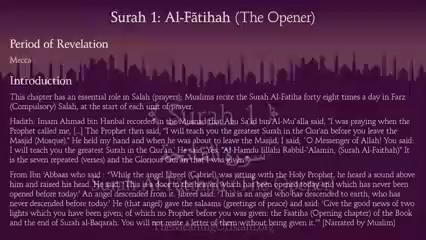 Surah 1: Al-Fātihah (The Opener)
Period of Revelation
Mecca
Introduction
This chapter has an essential role in Salah (prayers); Muslims recite the Surah Al-Fatiha forty eight times a day in Farz
(Compulsory) Salah, at the start of each unit of prayer.
Hadith: Imam Ahmad bin Hanbal recorded in the Musnad that Abu Sa'id bin Al-Mu'alla said, "I was praying when the
Prophet called me, [...] The Prophet then said, "I will teach you the greatest Surah in the Qur'an before you leave the
Masjid (Mosque)." He held my hand and when he was about to leave the Masjid, I said, `O Messenger of Allah! You said:
I will teach you the greatest Surah in the Qur'an.' He said, "Yes, "Al-Hamdu lillahi Rabbil-`Alamin, (Surah Al-Fatihah)" It
is the seven repeated (verses) and the Glorious Qur'an that I was given."
From Ibn 'Abbaas who said : "While the angel Jibreel (Gabriel) was sitting with the Holy Prophet, he heard a sound above
him and raised his head. He said: 'This is a door in the heaven which has been opened today and which has never been
opened before today.' An angel descended from it. Jibreel said: 'This is an angel who has descended to earth, who has
never descended before today.' He (that angel) gave the salaams (greetings of peace) and said: 'Give the good news of two
lights which you have been given; of which no Prophet before you was given: the Faatiha (Opening chapter) of the Book
and the end of Surah al-Baqarah. You will not recite a letter of them without being given it.'" [Narrated by Muslim]
Surah
TheMeaningOfIslam.org